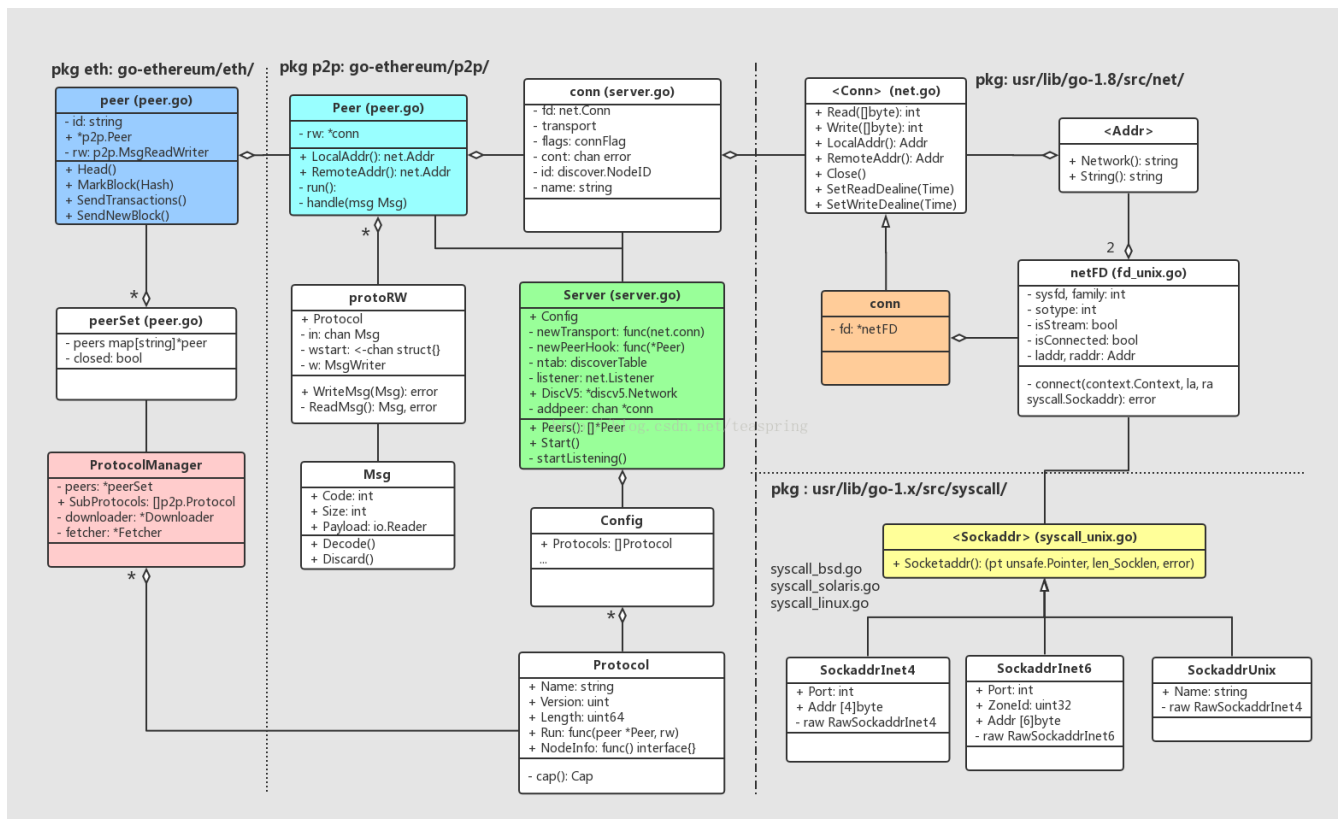 pkg eth: go-ethereum/eth/
peer (peer.go)
- id: string
+ *p2p.Peer
- rw: p2p.MsgReadWriter
+ Head()
+ MarkBlock(Hash)
+ SendTransactions()
+ SendNewBlock()
*
peerSet (peer.go)
- peers map[string]*peer
- closed: bool
ProtocolManager
- peers: *peerSet
+ SubProtocols: []p2p.Protocol
- downloader: *Downloader
- fetcher: *Fetcher
*
pkg p2p: go-ethereum/p2p/
Peer (peer.go)
- rw: *conn
+ LocalAddr(): net.Addr
+ RemoteAddr(): net.Addr
- run():
- handle(msg Msg)
*
protoRW
+ Protocol
- in: chan Msg
- wstart: <-chan struct{}
- w: MsgWriter
+ WriteMsg(Msg): error
- ReadMsg(): Msg, error
Msg
+ Code: int
+ Size: int
+ Payload: io.Reader
+ Decode()
+ Discard()
conn (server.go)
- fd: net.Conn
- transport
- flags: connFlag
- cont: chan error
- id: discover.NodeID
- name: string
Server (server.go)
+ Config
- newTransport: func(net.conn)
- newPeerHook: func(*Peer)
- ntab: discoverTable
- listener: net.Listener
+ DiscV5: *discv5.Network
- addpeer: chan *conn
+ Peers(): []*Peer
+ Start()
- startListening()
blog.csdn.net/teaspring
Config
+ Protocols: []Protocol
...
*
Protocol
+ Name: string
+ Version: uint
+ Length: uint64
+ Run: func(peer *Peer, rw)
+ NodeInfo: func() interface{}
- cap(): Cap
pkg: usr/lib/go-1.8/src/net/
<Conn> (net.go)
+ Read([]byte): int
+ Write([]byte): int
+ LocalAddr(): Addr
+ RemoteAddr(): Addr
+ Close()
+ SetReadDealine(Time)
+ SetWriteDealine(Time)
<Addr>
+ Network(): string
+ String(): string
2
conn
- fd: *netFD
netFD (fd_unix.go)
- sysfd, family: int
- sotype: int
- isStream: bool
- isConnected: bool
- laddr, raddr: Addr
- connect(context.Context, la, ra
syscall.Sockaddr): error
pkg : usr/lib/go-1.x/src/syscall/
<Sockaddr> (syscall_unix.go)
+ Socketaddr(): (pt unsafe.Pointer, len_Socklen, error)
syscall_bsd.go
syscall_solaris.go
syscall_linux.go
SockaddrInet4
+ Port: int
+ Addr [4]byte
- raw RawSockaddrInet4
SockaddrInet6
+ Port: int
+ ZoneId: uint32
+ Addr [6]byte
- raw RawSockaddrInet6
SockaddrUnix
+ Name: string
- raw RawSockaddrInet4